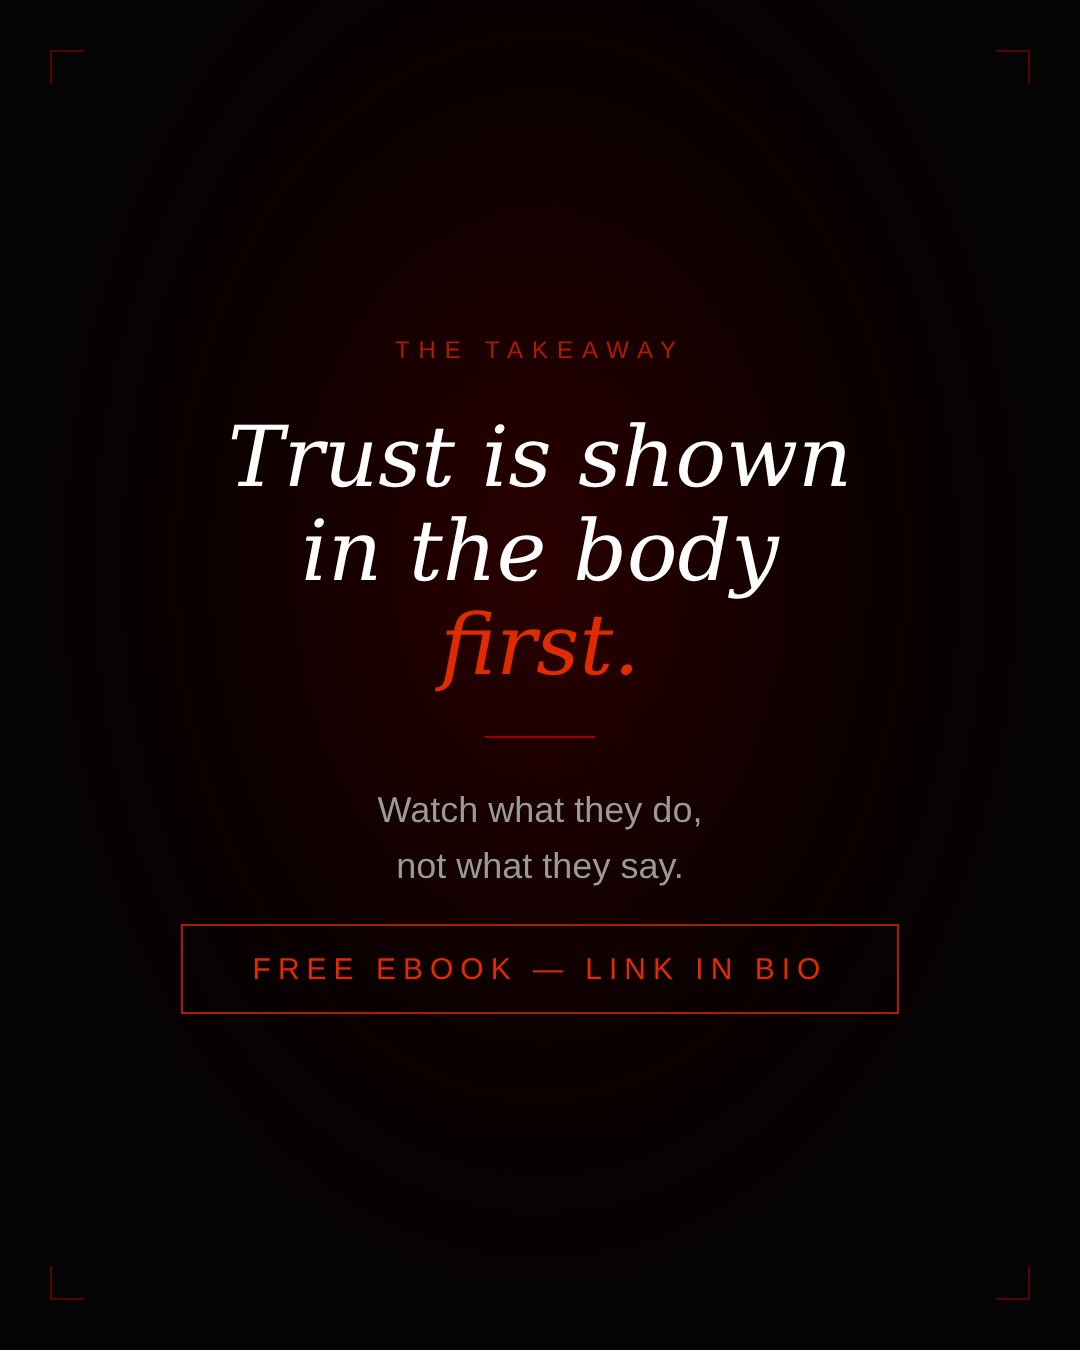 THE TAKEAWAY
Trust is shown
in the body
first.
Watch what they do,
not what they say.
FREE EBOOK — LINK IN BIO